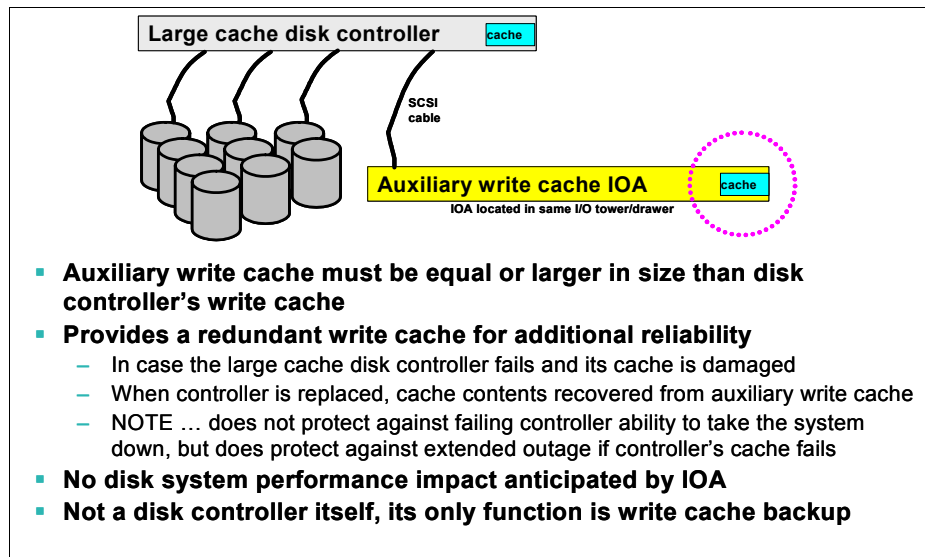 Large cache disk controller
cache
SCSI
cable
Auxiliary write cache IOA
cache
IOA located in same I/O tower/drawer
▪ Auxiliary write cache must be equal or larger in size than disk
controller’s write cache
▪ Provides a redundant write cache for additional reliability
– In case the large cache disk controller fails and its cache is damaged
– When controller is replaced, cache contents recovered from auxiliary write cache
– NOTE … does not protect against failing controller ability to take the system
down, but does protect against extended outage if controller’s cache fails
▪ No disk system performance impact anticipated by IOA
▪ Not a disk controller itself, its only function is write cache backup